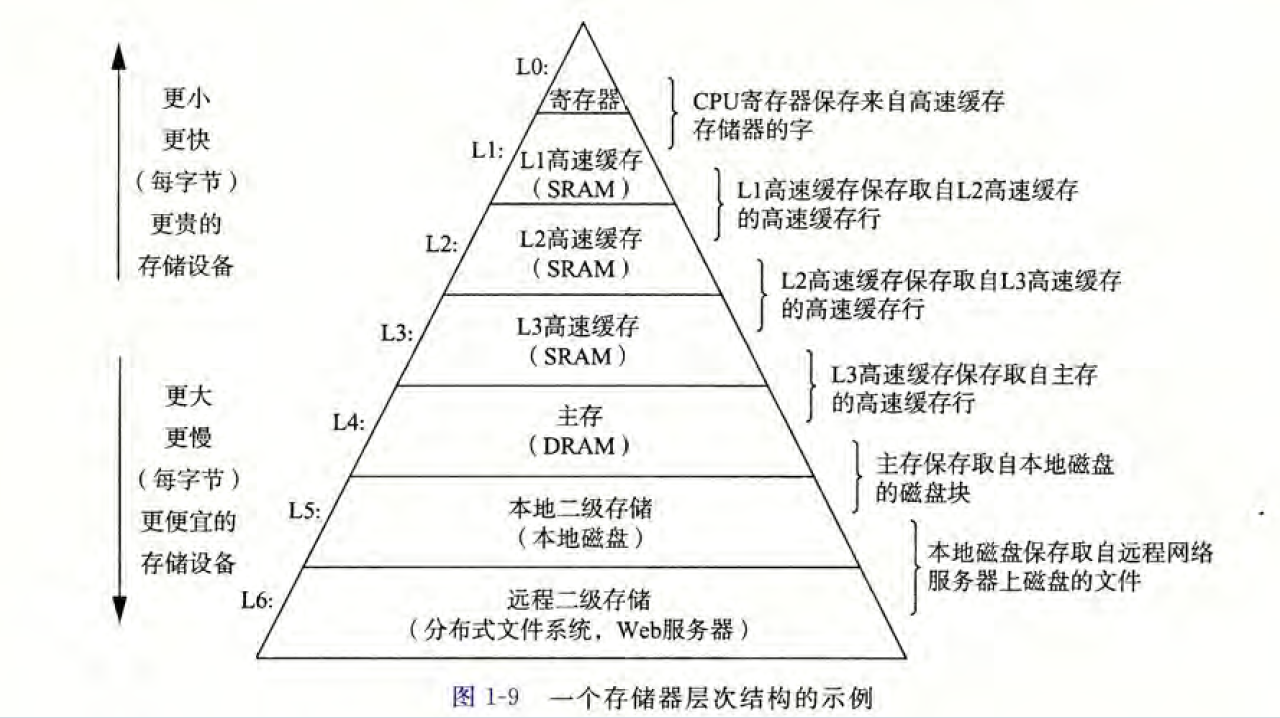 更小
更快
（每字节）
更贵的
存储设备
更大
更慢
（每字节）
更便宜的
存储设备
L0:
寄存器
CPU寄存器保存来自高速缓存
存储器的字
L1:
L1高速缓存
（SRAM）
L1高速缓存保存取自L2高速缓存
的高速缓存行
L2:
L2高速缓存
（SRAM）
L2高速缓存保存取自L3高速缓存
的高速缓存行
L3:
L3高速缓存
（SRAM）
L3高速缓存保存取自主存
的高速缓存行
L4:
主存
（DRAM）
主存保存取自本地磁盘
的磁盘块
L5:
本地二级存储
（本地磁盘）
本地磁盘保存取自远程网络
服务器上磁盘的文件
L6:
远程二级存储
（分布式文件系统，Web服务器）
图 1-9 一个存储器层次结构的示例